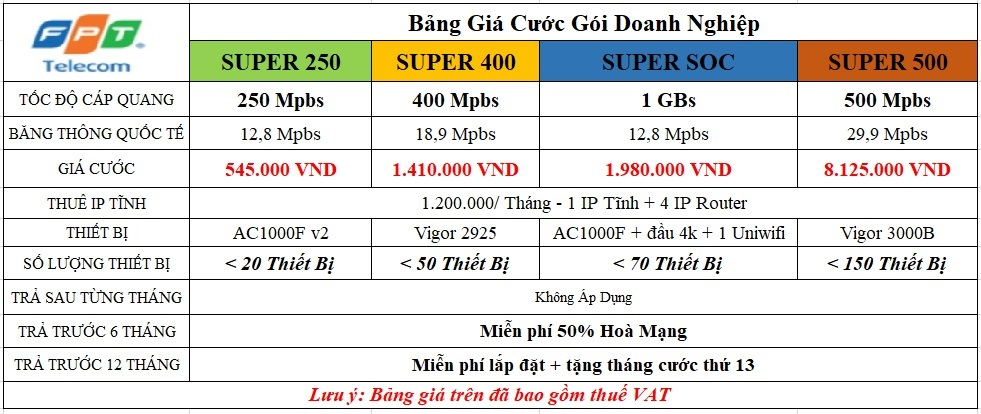 FPT
Telecom
Bảng Giá Cước Gói Doanh Nghiệp
SUPER 250 SUPER 400 SUPER SOC SUPER 500
TỐC ĐỘ CÁP QUANG 250 Mpbs 400 Mpbs 1 GBs 500 Mpbs
BĂNG THÔNG QUỐC TẾ 12,8 Mpbs 18,9 Mpbs 12,8 Mpbs 29,9 Mpbs
GIÁ CƯỚC 545.000 VND 1.410.000 VND 1.980.000 VND 8.125.000 VND
THUÊ IP TĨNH 1.200.000/ Tháng - 1 IP Tĩnh + 4 IP Router
THIẾT BỊ AC1000F v2 Vigor 2925 AC1000F + đầu 4k + 1 Uniwifi Vigor 3000B
SỐ LƯỢNG THIẾT BỊ < 20 Thiết Bị < 50 Thiết Bị < 70 Thiết Bị < 150 Thiết Bị
TRẢ SAU TỪNG THÁNG Không Áp Dụng
TRẢ TRƯỚC 6 THÁNG Miễn phí 50% Hoà Mạng
TRẢ TRƯỚC 12 THÁNG Miễn phí lắp đặt + tặng tháng cước thứ 13
Lưu ý: Bảng giá trên đã bao gồm thuế VAT